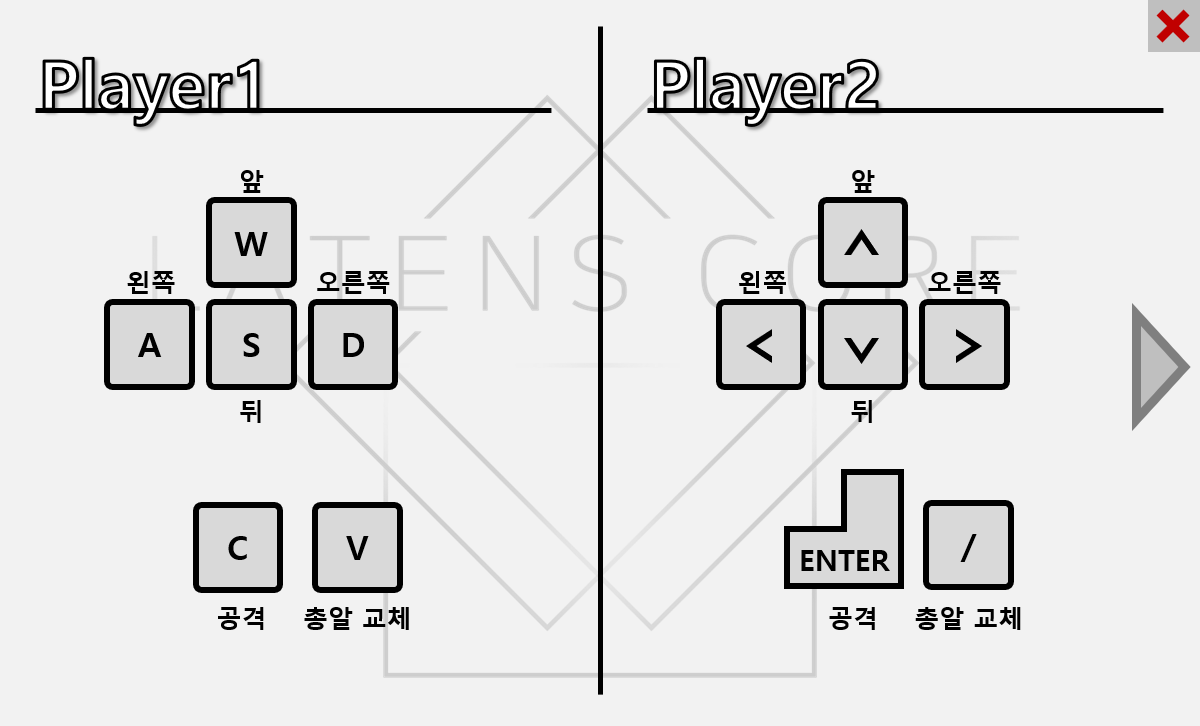 Player1
앞
W
왼쪽
오른쪽
A
S
D
뒤
C
V
공격
총알 교체
Player2
앞
왼쪽
오른쪽
뒤
ENTER
/
공격
총알 교체
LATENS CORE